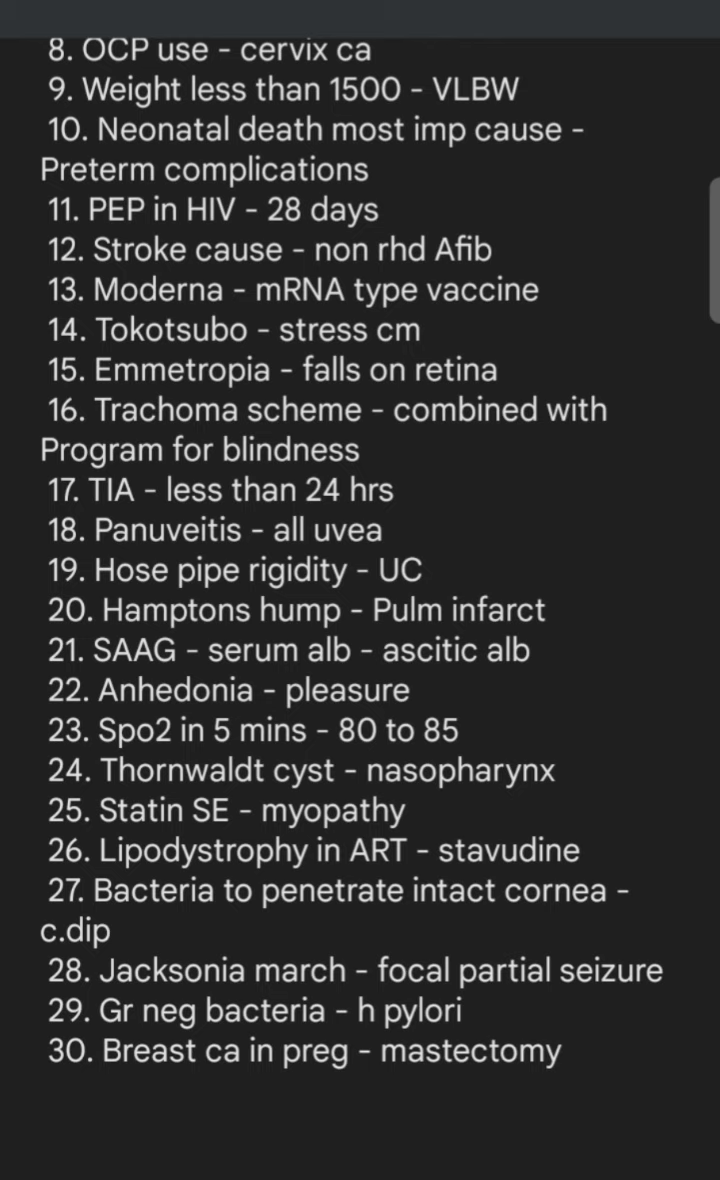 8. OCP use - cervix ca
9. Weight less than 1500 - VLBW
10. Neonatal death most imp cause -
Preterm complications
11. PEP in HIV - 28 days
12. Stroke cause - non rhd Afib
13. Moderna - mRNA type vaccine
14. Tokotsubo - stress cm
15. Emmetropia - falls on retina
16. Trachoma scheme - combined with
Program for blindness
17. TIA - less than 24 hrs
18. Panuveitis - all uvea
19. Hose pipe rigidity - UC
20. Hamptons hump - Pulm infarct
21. SAAG - serum alb - ascitic alb
22. Anhedonia - pleasure
23. Spo2 in 5 mins - 80 to 85
24. Thornwaldt cyst - nasopharynx
25. Statin SE - myopathy
26. Lipodystrophy in ART - stavudine
27. Bacteria to penetrate intact cornea -
c.dip
28. Jacksonia march - focal partial seizure
29. Gr neg bacteria - h pylori
30. Breast ca in preg - mastectomy